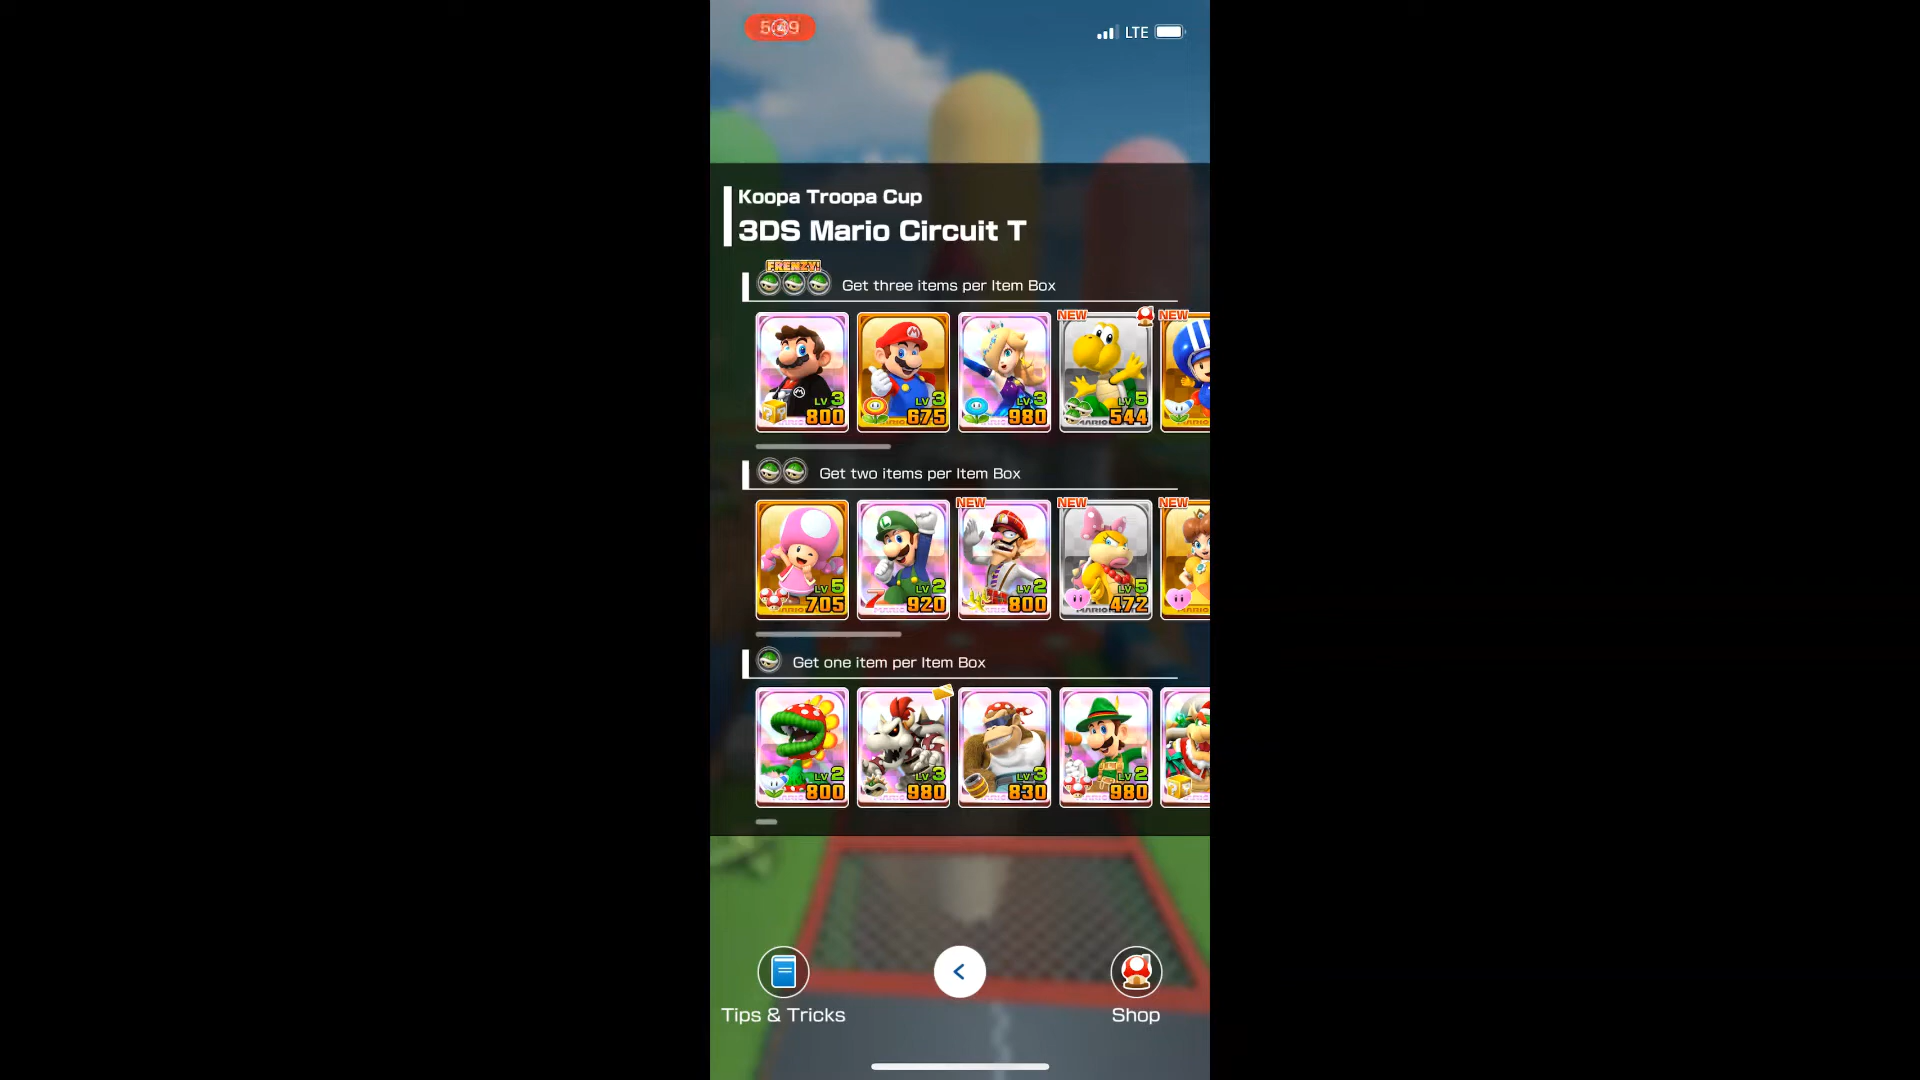 5:49
LTE
Koopa Troopa Cup
3DS Mario Circuit T
FRENZY!
Get three items per Item Box
NEW
NEW
LV 3
800
LV 3
675
LV 3
980
LV 5
544
Get two items per Item Box
NEW
NEW
NEW
LV 5
705
LV 2
920
LV 2
800
LV 5
472
Get one item per Item Box
LV 2
800
LV 3
980
LV 3
830
LV 2
980
Tips & Tricks
Shop